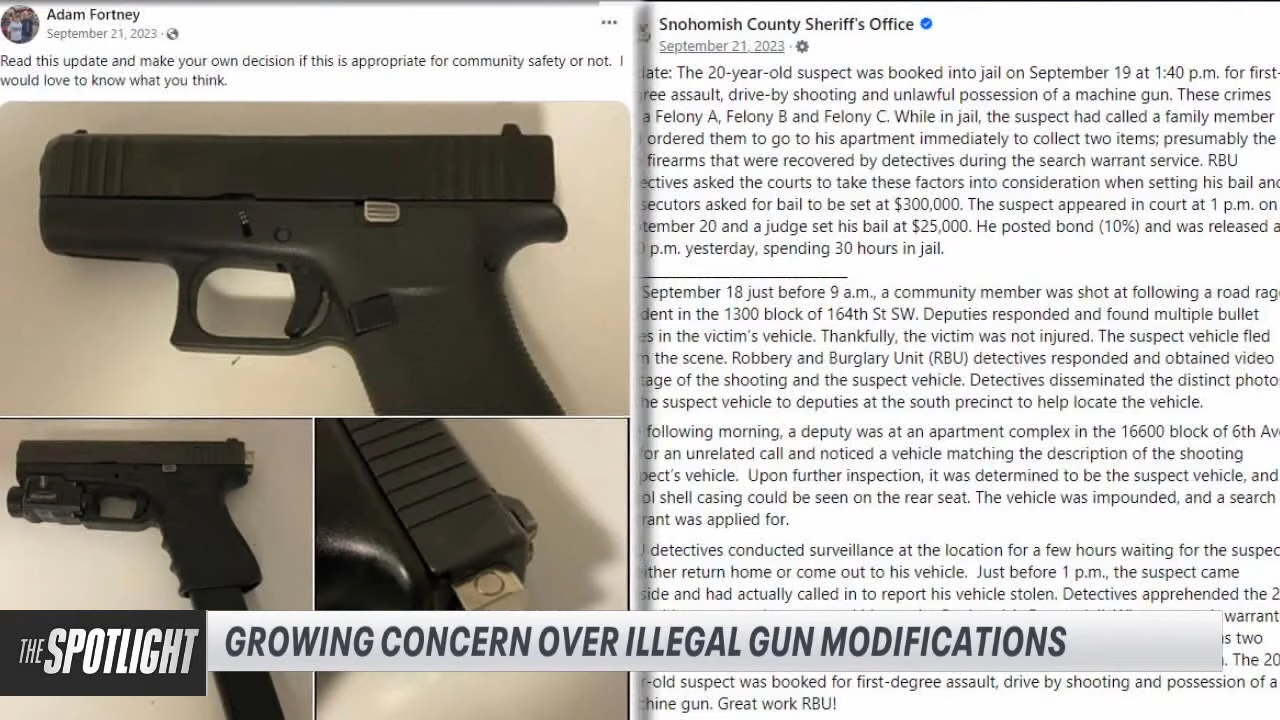 Adam Fortney
September 21, 2023 ·
Read this update and make your own decision if this is appropriate for community safety or not. I
would love to know what you think.
Snohomish County Sheriff's Office
September 21, 2023 ·
The 20-year-old suspect was booked into jail on September 19 at 1:40 p.m. for first-
assault, drive-by shooting and unlawful possession of a machine gun. These crimes
a Felony A, Felony B and Felony C. While in jail, the suspect had called a family member
ordered them to go to his apartment immediately to collect two items; presumably the
firearms that were recovered by detectives during the search warrant service. RBU
asked the courts to take these factors into consideration when setting his bail and
asked for bail to be set at $300,000. The suspect appeared in court at 1 p.m. on
20 and a judge set his bail at $25,000. He posted bond (10%) and was released a
p.m. yesterday, spending 30 hours in jail.
September 18 just before 9 a.m., a community member was shot at following a road rage
in the 1300 block of 164th St SW. Deputies responded and found multiple bullet
in the victim's vehicle. Thankfully, the victim was not injured. The suspect vehicle fled
the scene. Robbery and Burglary Unit (RBU) detectives responded and obtained video
of the shooting and the suspect vehicle. Detectives disseminated the distinct photo
suspect vehicle to deputies at the south precinct to help locate the vehicle.
following morning, a deputy was at an apartment complex in the 16600 block of 6th Av
for an unrelated call and noticed a vehicle matching the description of the shooting
vehicle. Upon further inspection, it was determined to be the suspect vehicle, and
shell casing could be seen on the rear seat. The vehicle was impounded, and a search
was applied for.
detectives conducted surveillance at the location for a few hours waiting for the suspec
return home or come out to his vehicle. Just before 1 p.m., the suspect came
and had actually called in to report his vehicle stolen. Detectives apprehended the 2
warrant
two
The 20
-old suspect was booked for first-degree assault, drive by shooting and possession of a
gun. Great work RBU!
THE SPOTLIGHT
GROWING CONCERN OVER ILLEGAL GUN MODIFICATIONS